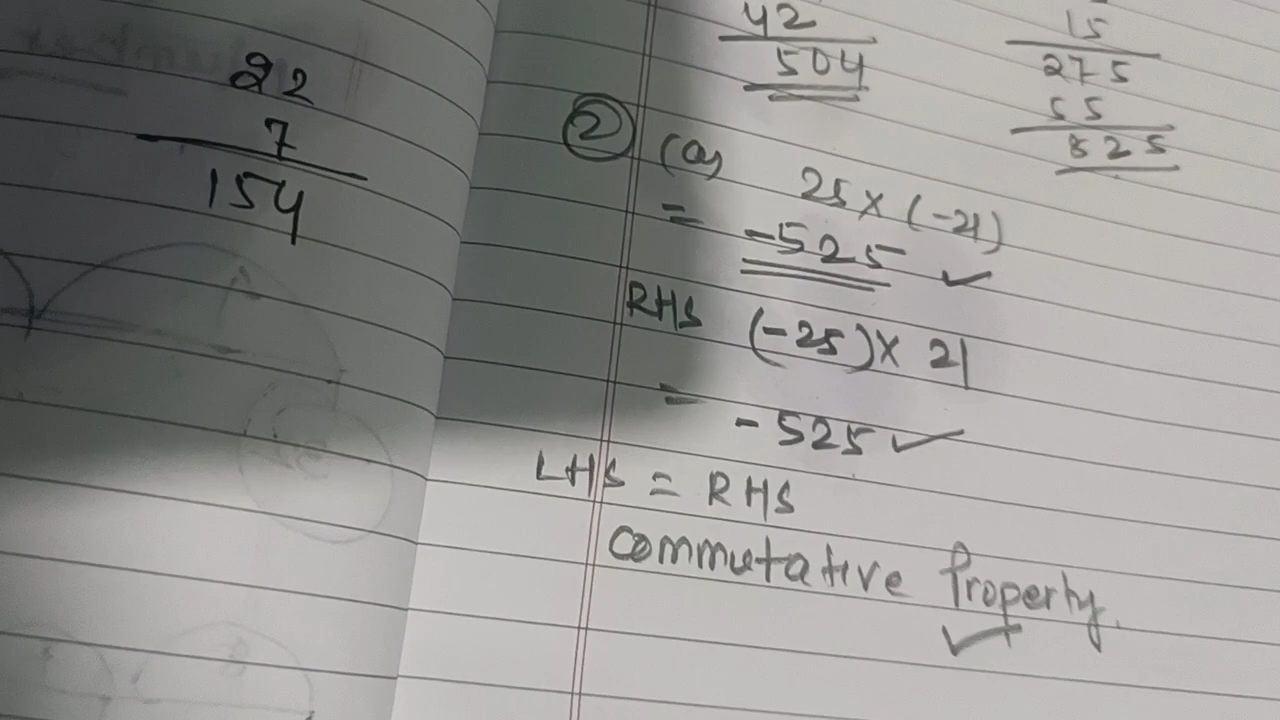 22
7
154
42
504
15
275
55
825
② (a) 25 × (-21)
= -525 ✓
RHS (-25) × 21
= -525 ✓
LHS = RHS
Commutative Property.